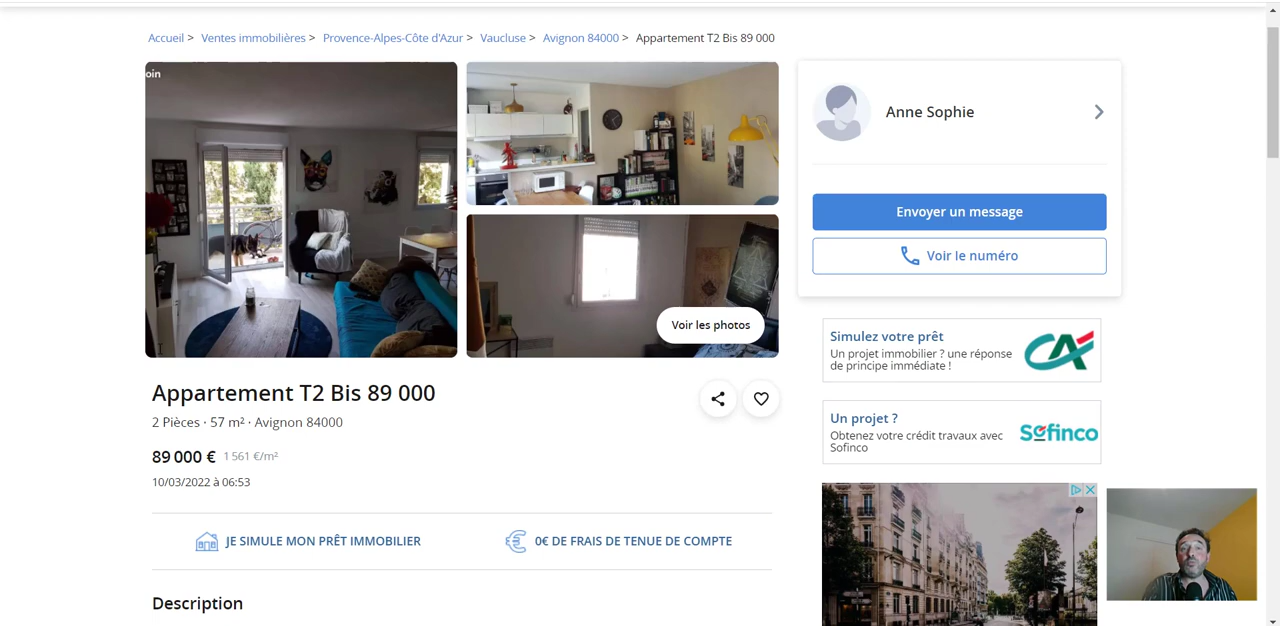 Accueil > Ventes immobilières > Provence-Alpes-Côte d'Azur > Vaucluse > Avignon 84000 > Appartement T2 Bis 89 000
oin
Voir les photos
Anne Sophie
Envoyer un message
Voir le numéro
Simulez votre prêt
Un projet immobilier ? une réponse
de principe immédiate !
CA
Un projet ?
Obtenez votre crédit travaux avec
Sofinco
Sofinco
Appartement T2 Bis 89 000
2 Pièces · 57 m² · Avignon 84000
89 000 € 1 561 €/m²
10/03/2022 à 06:53
JE SIMULE MON PRÊT IMMOBILIER
0€ DE FRAIS DE TENUE DE COMPTE
Description